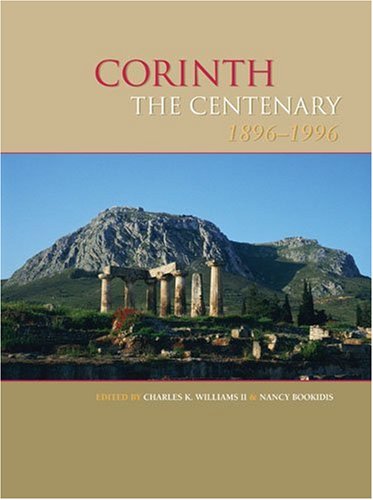 CORINTH
THE CENTENARY
1896–1996
EDITED BY CHARLES K. WILLIAMS II & NANCY BOOKIDIS